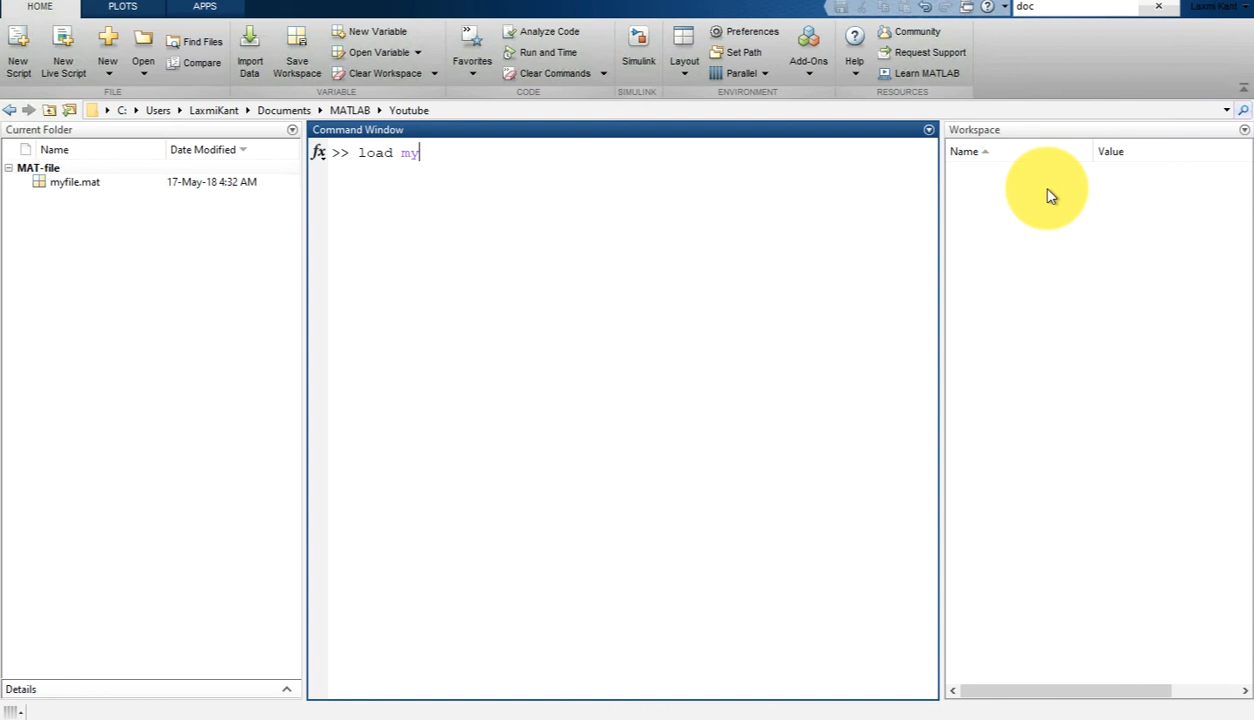 HOME PLOTS APPS doc Laxmi Kant
New Script
New Live Script
New
Open
Find Files
Compare
Import Data
Save Workspace
New Variable
Open Variable
Clear Workspace
Favorites
Analyze Code
Run and Time
Clear Commands
Simulink
Layout
Preferences
Set Path
Parallel
Add-Ons
Help
Community
Request Support
Learn MATLAB
FILE VARIABLE CODE SIMULINK ENVIRONMENT RESOURCES
C: Users LaxmiKant Documents MATLAB Youtube
Current Folder
Name Date Modified
MAT-file
myfile.mat 17-May-18 4:32 AM
Details
Command Window
fx >> load my
Workspace
Name Value